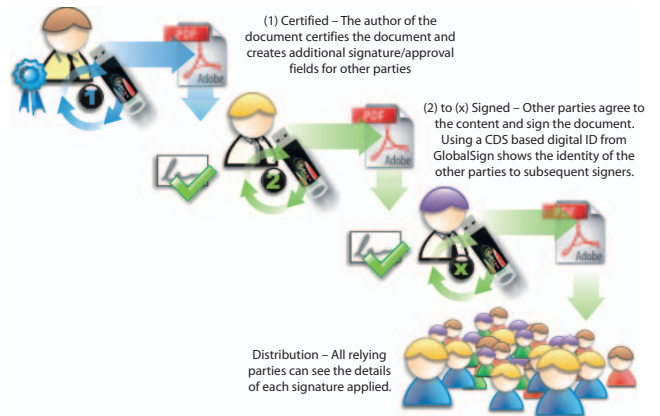 (1) Certified – The author of the
document certifies the document and
creates additional signature/approval
fields for other parties
PDF
Adobe
1
(2) to (x) Signed – Other parties agree to
the content and sign the document.
Using a CDS based digital ID from
GlobalSign shows the identity of the
other parties to subsequent signers.
PDF
Adobe
2
PDF
Adobe
x
Distribution – All relying
parties can see the details
of each signature applied.